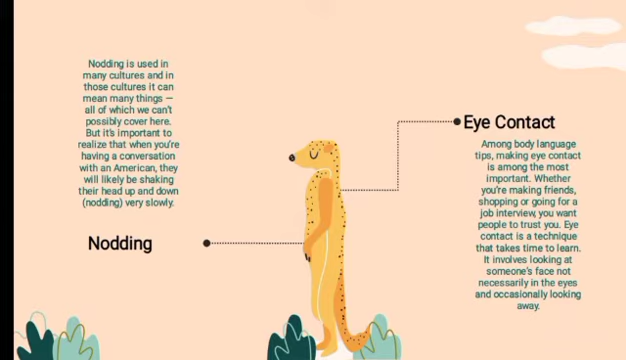 Nodding is used in
many cultures and in
those cultures it can
mean many things —
all of which we can't
possibly cover here.
But it's important to
realize that when you're
having a conversation
with an American, they
will likely be shaking
their head up and down
(nodding) very slowly.
Nodding
Eye Contact
Among body language
tips, making eye contact
is among the most
important. Whether
you're making friends,
shopping or going for a
job interview, you want
people to trust you. Eye
contact is a technique
that takes time to learn.
It involves looking at
someone's face not
necessarily in the eyes
and occasionally looking
away.